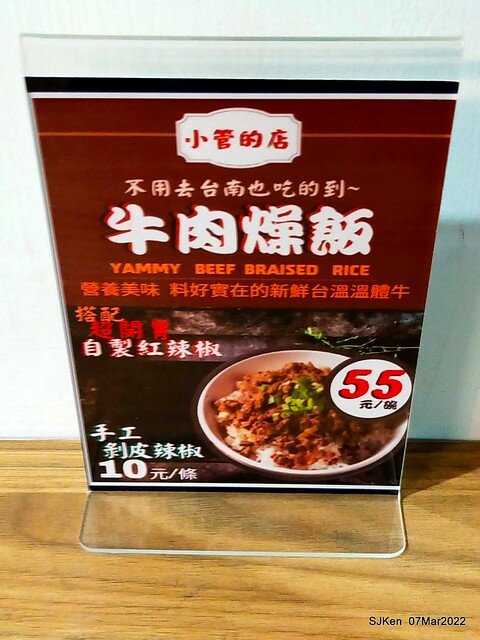 小管的店
不用去台南也吃的到~
牛肉燥飯
YAMMY BEEF BRAISED RICE
營養美味 料好實在的新鮮台溫溫體牛
搭配
超開胃
自製紅辣椒
55
元/碗
手工
剝皮辣椒
10元/條
SJKen 07Mar2022